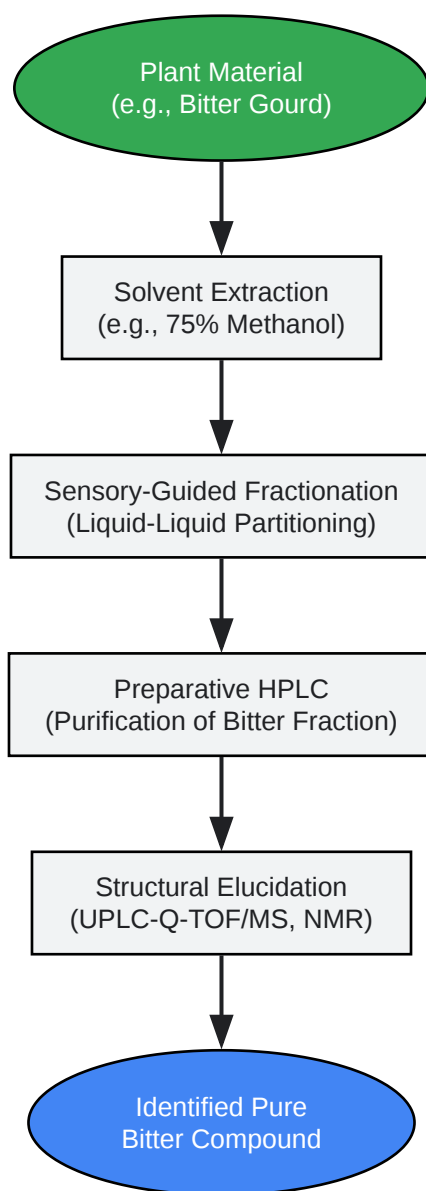 Plant Material
(e.g., Bitter Gourd)
Solvent Extraction
(e.g., 75% Methanol)
Sensory-Guided Fractionation
(Liquid-Liquid Partitioning)
Preparative HPLC
(Purification of Bitter Fraction)
Structural Elucidation
(UPLC-Q-TOF/MS, NMR)
Identified Pure
Bitter Compound